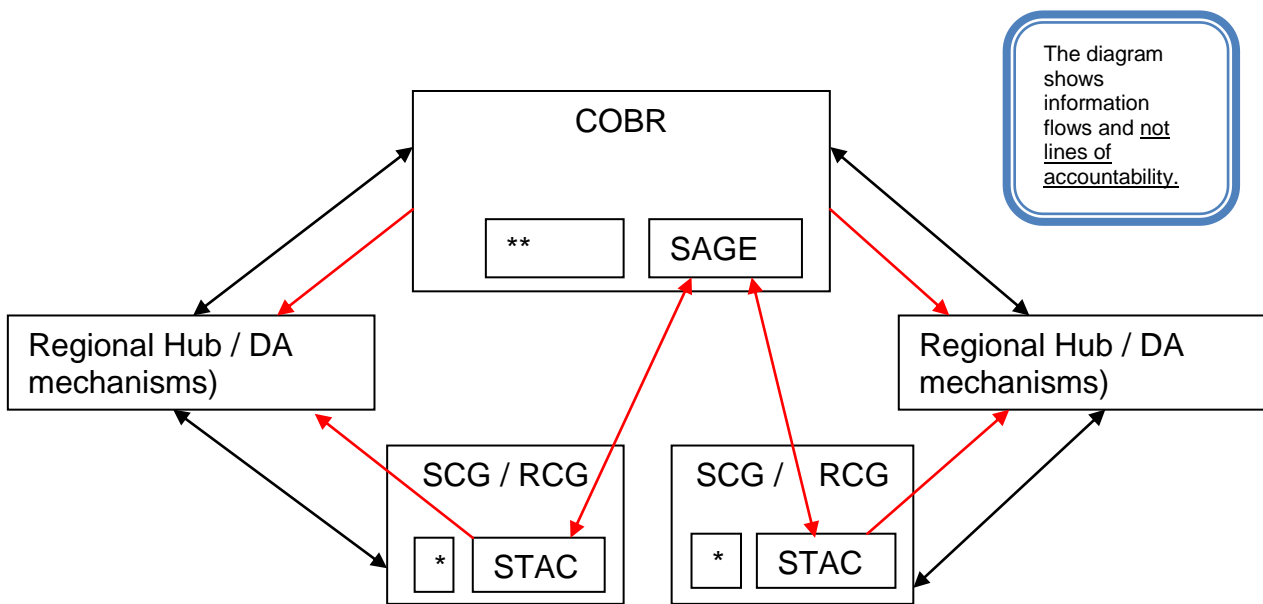 The diagram
shows
information
flows and not
lines of
accountability.
COBR
**
SAGE
Regional Hub / DA
mechanisms)
Regional Hub / DA
mechanisms)
SCG / RCG
*
STAC
SCG / RCG
*
STAC